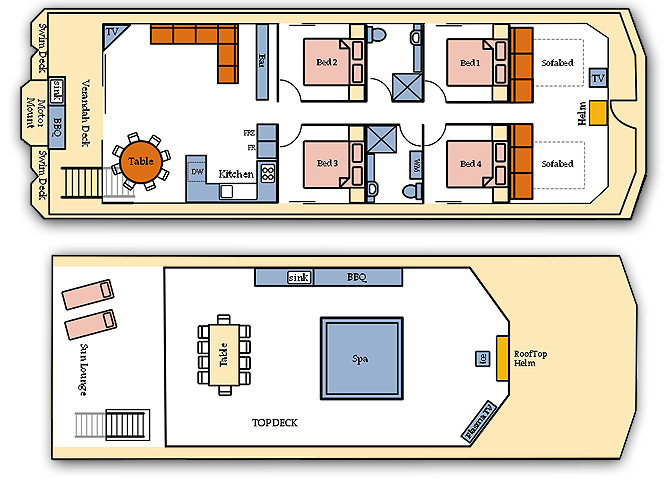 Swim Deck
TV
Bed 2
Bed 1
Sofabed
TV
Bar
Verandah Deck
sink
Motor
Mount
BBQ
Helm
FRZ
FR
Table
Swim Deck
DW
Kitchen
Bed 3
WM
Bed 4
Sofabed
sink
BBQ
Sun Lounge
Table
Spa
Ice
RoofTop
Helm
TOPDECK
Plasma TV